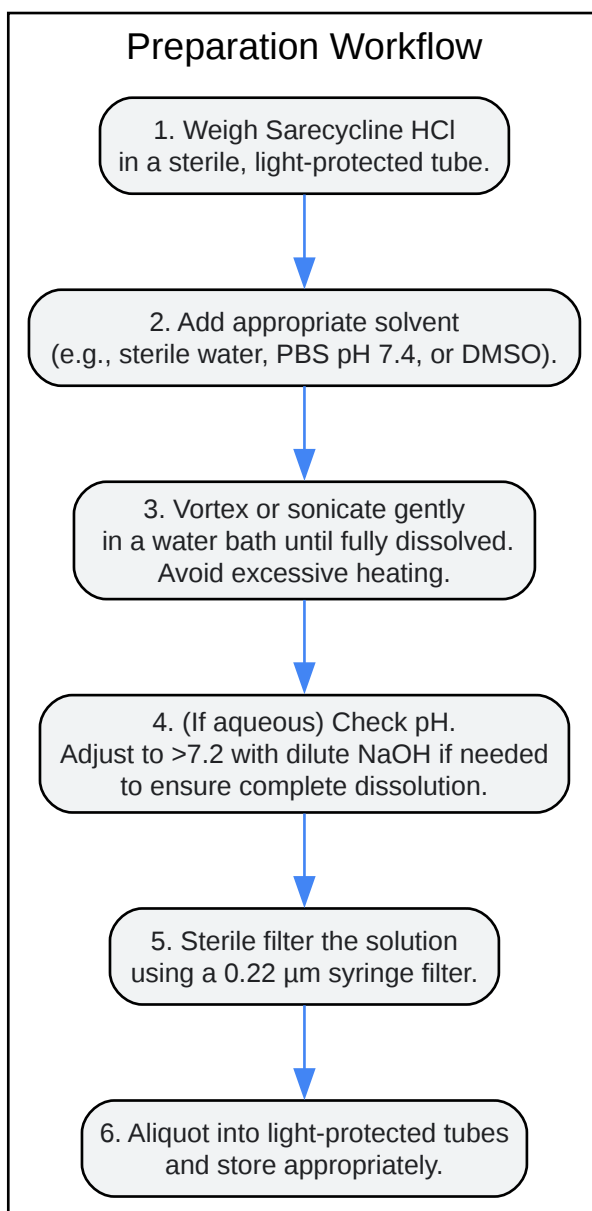 Preparation Workflow
1. Weigh Sarecycline HCl
in a sterile, light-protected tube.
2. Add appropriate solvent
(e.g., sterile water, PBS pH 7.4, or DMSO).
3. Vortex or sonicate gently
in a water bath until fully dissolved.
Avoid excessive heating.
4. (If aqueous) Check pH.
Adjust to >7.2 with dilute NaOH if needed
to ensure complete dissolution.
5. Sterile filter the solution
using a 0.22 µm syringe filter.
6. Aliquot into light-protected tubes
and store appropriately.